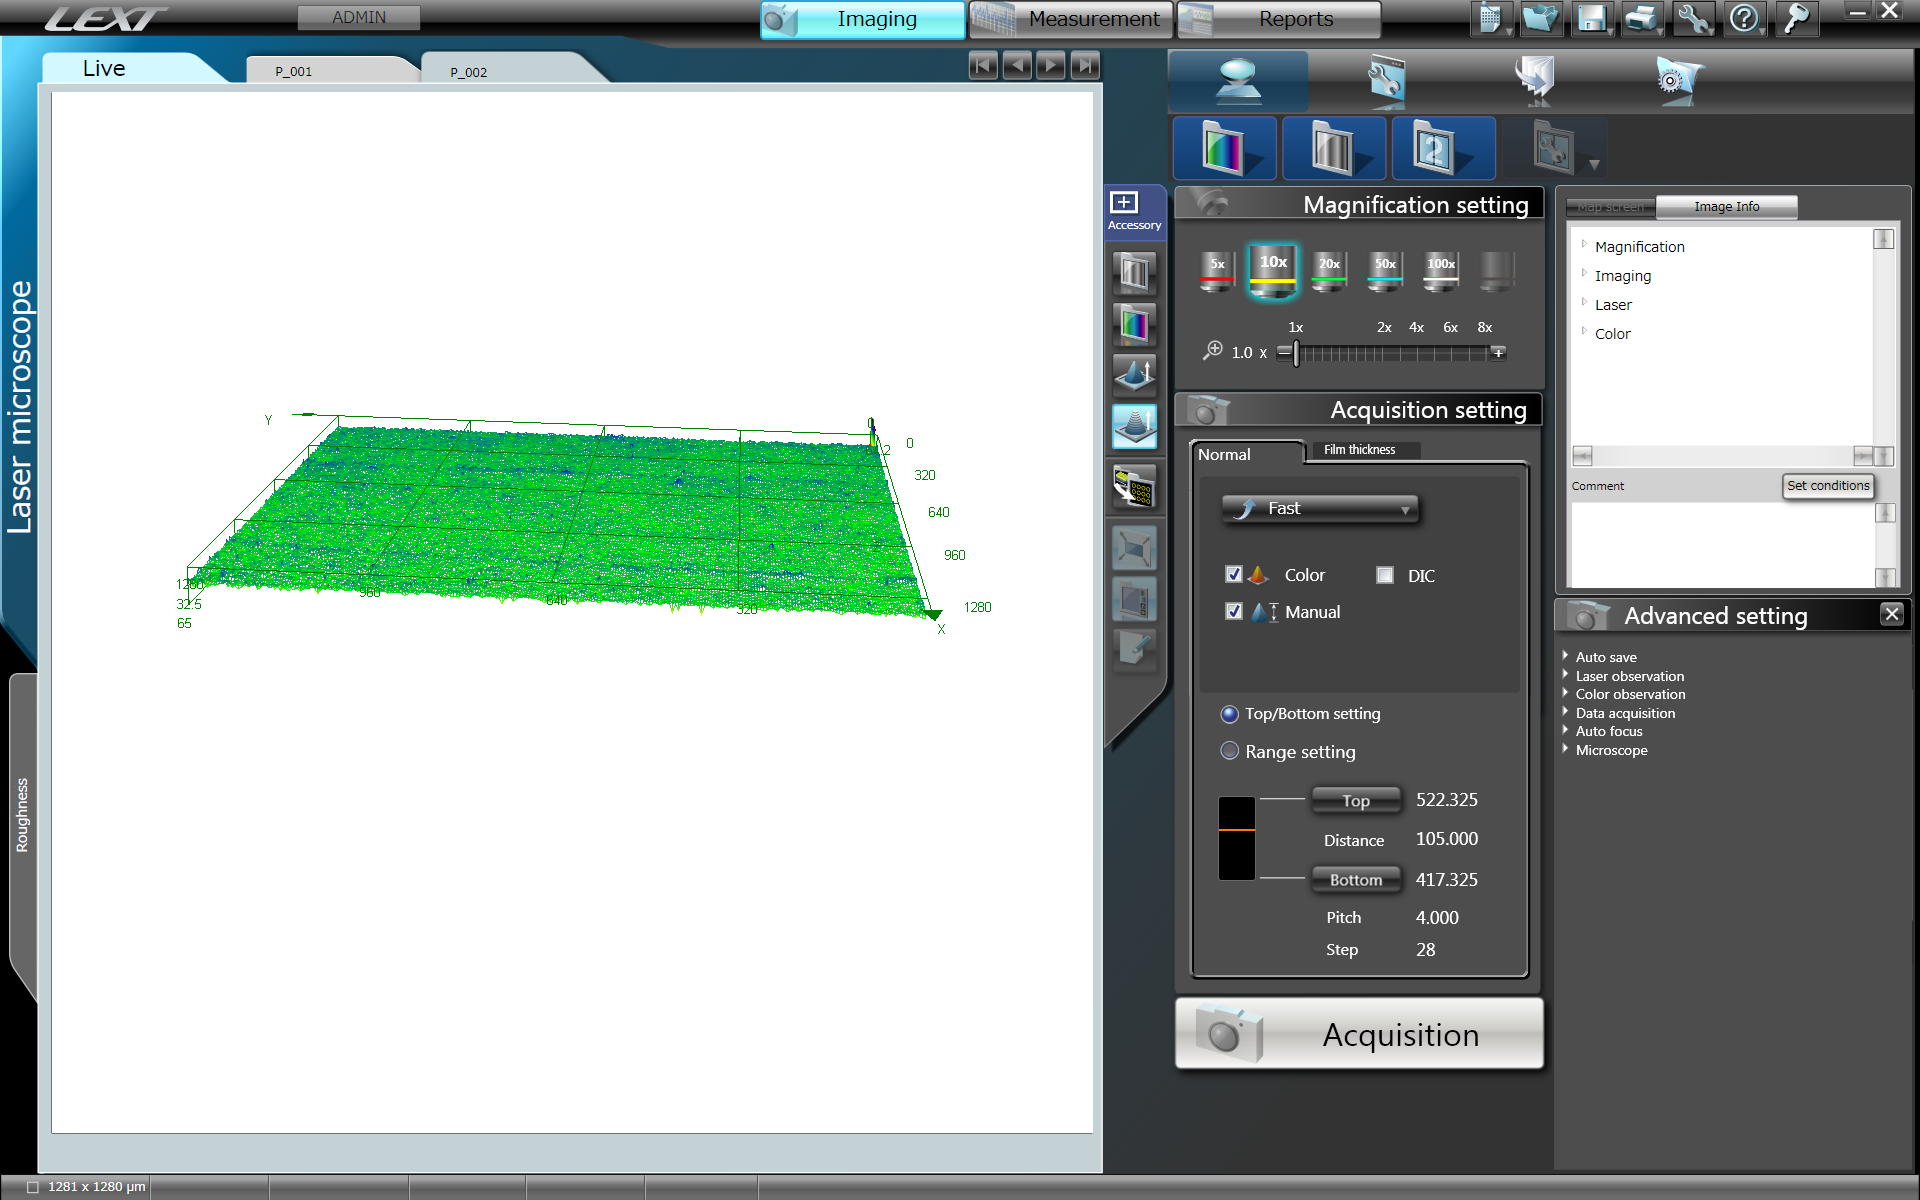 LEXT
ADMIN
Imaging
Measurement
Reports
Live
P_001
P_002
Laser microscope
Roughness
Y
0
320
640
960
1280
X
960
640
320
32.5
65
Accessory
Magnification setting
5x
10x
20x
50x
100x
1x 2x 4x 6x 8x
1.0 x
Acquisition setting
Normal
Film thickness
Fast
Color
DIC
Manual
Top/Bottom setting
Range setting
Top 522.325
Distance 105.000
Bottom 417.325
Pitch 4.000
Step 28
Acquisition
Map screen
Image Info
Magnification
Imaging
Laser
Color
Comment
Set conditions
Advanced setting
Auto save
Laser observation
Color observation
Data acquisition
Auto focus
Microscope
1281 x 1280 µm